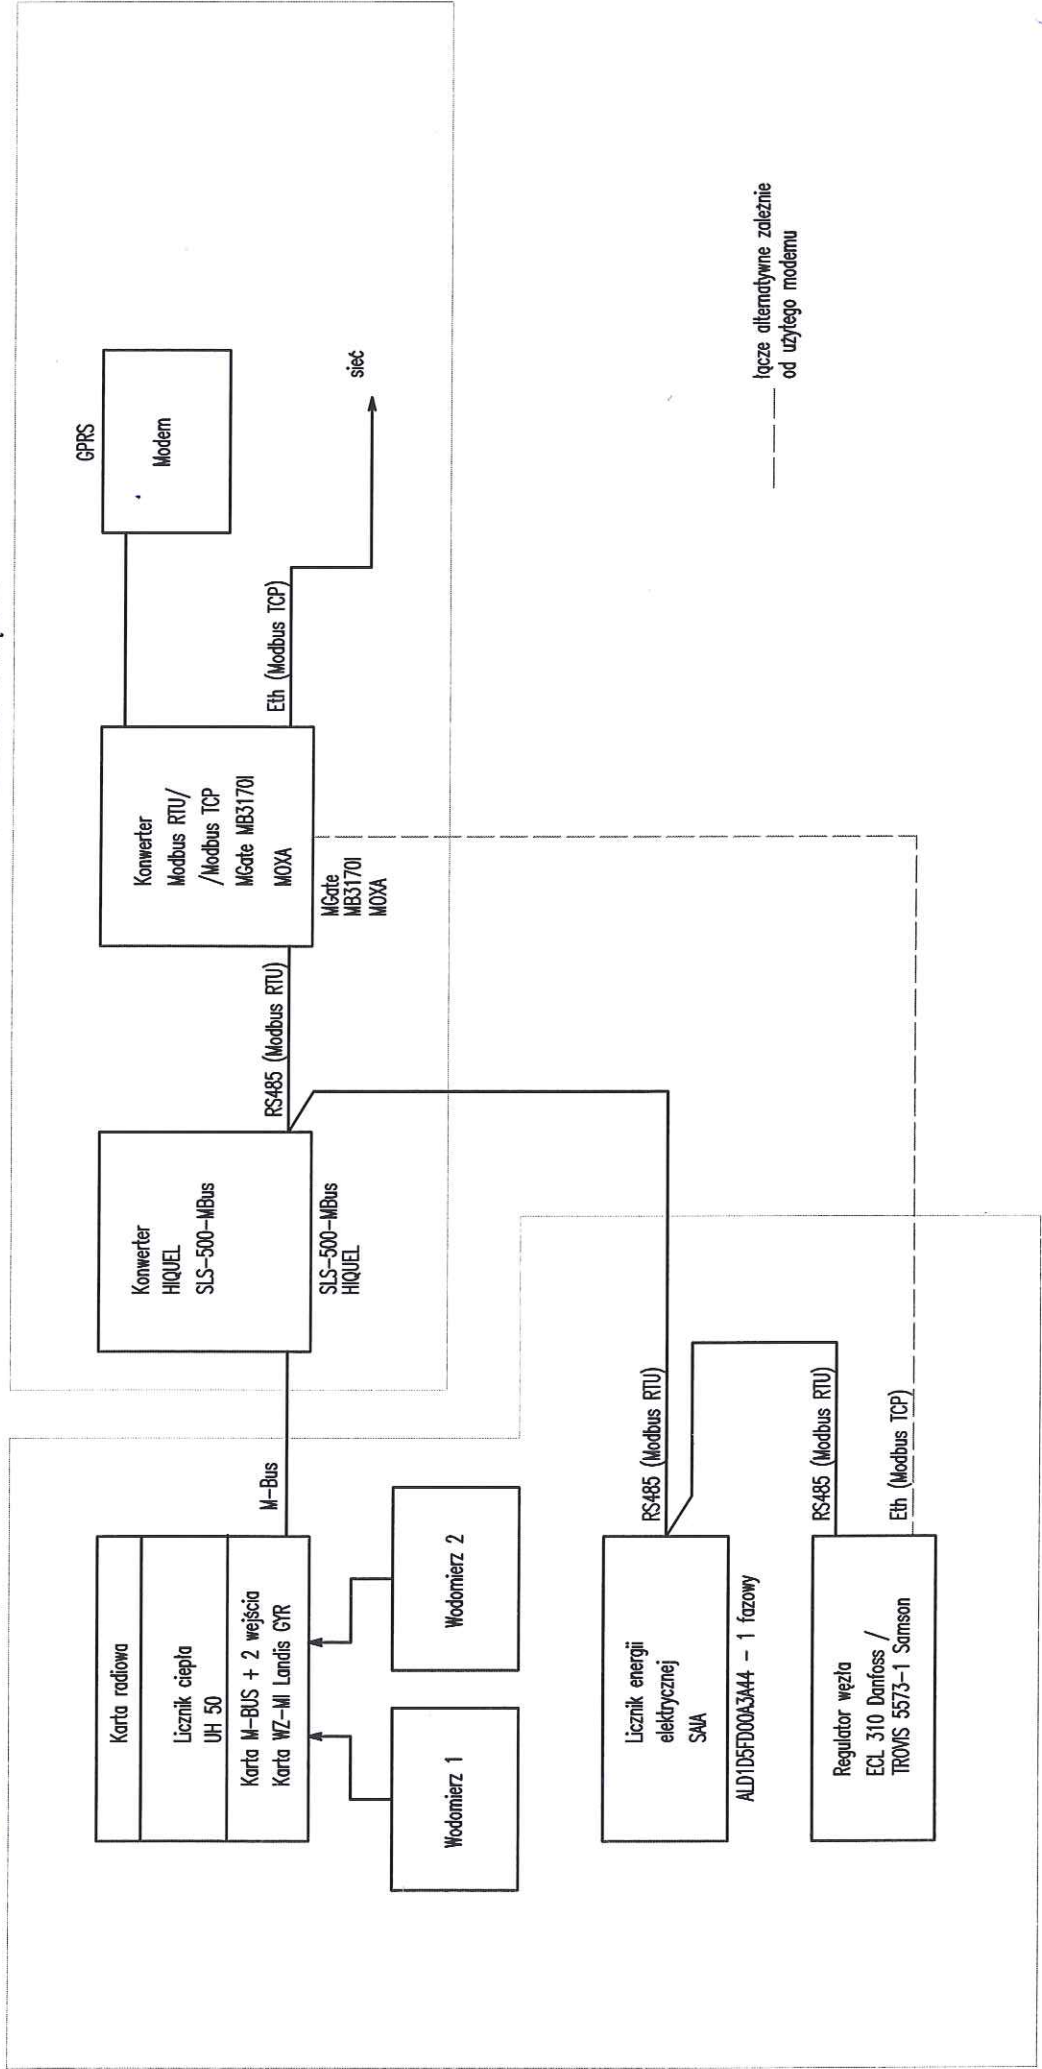 Karta radiowa
Licznik ciepła
UH 50
Karta M-BUS + 2 wejścia
Karta WZ-MI Landis GYR
M-Bus
Wodomierz 1
Wodomierz 2
Konwerter
HIQUEL
SLS-500-MBus
SLS-500-MBus
HIQUEL
RS485 (Modbus RTU)
Konwerter
Modbus RTU/
/Modbus TCP
MGate MB3170I
MOXA
MGate
MB3170I
MOXA
GPRS
Modem
Eth (Modbus TCP)
sieć
Licznik energii
elektrycznej
SAIA
ALD1D5FD00A3A44 - 1 fazowy
RS485 (Modbus RTU)
Regulator węzła
ECL 310 Danfoss /
TROVIS 5573-1 Samson
RS485 (Modbus RTU)
Eth (Modbus TCP)
łącze alternatywne zależnie
od użytego modemu